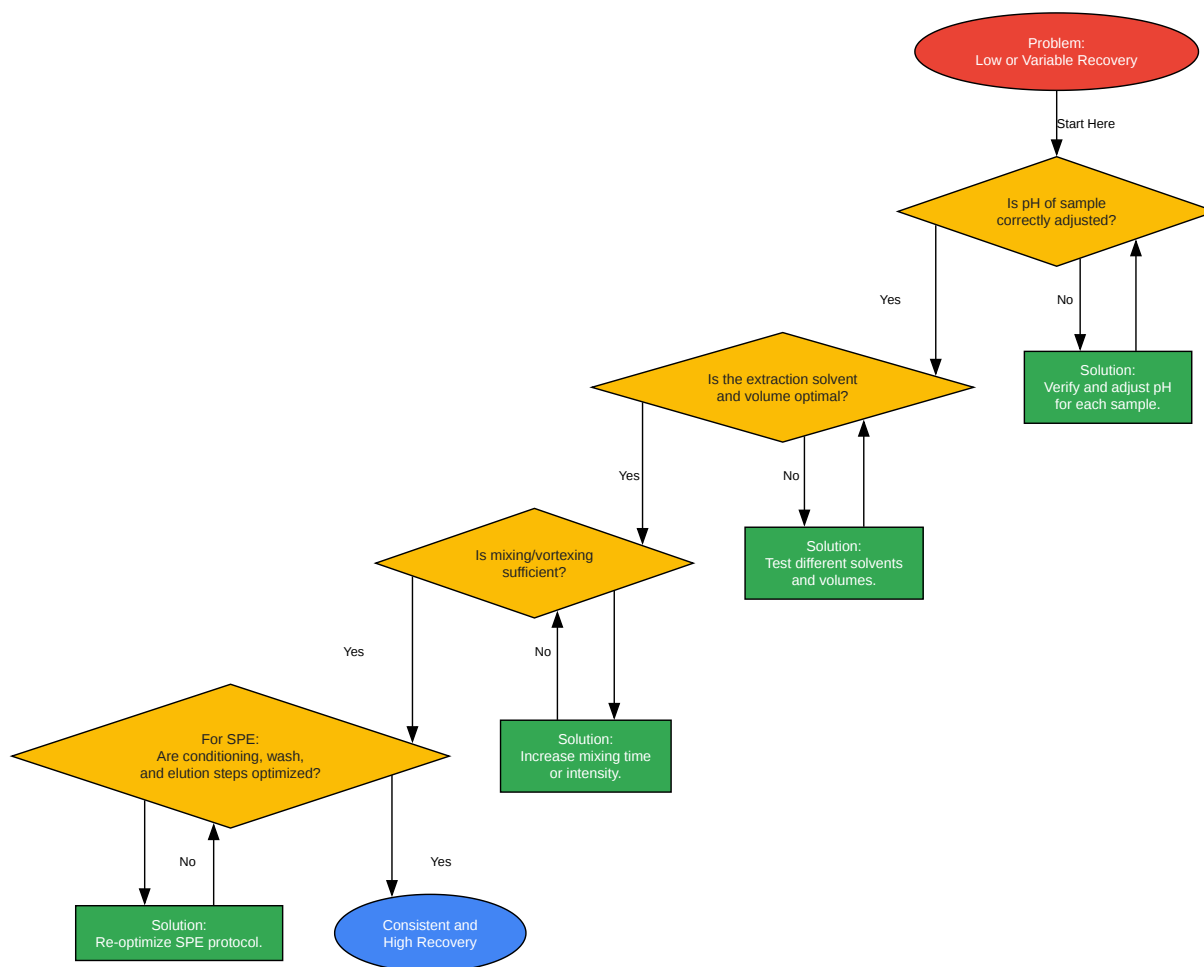 Problem:
Low or Variable Recovery
Start Here
Is pH of sample
correctly adjusted?
Yes
No
Solution:
Verify and adjust pH
for each sample.
Is the extraction solvent
and volume optimal?
Yes
No
Solution:
Test different solvents
and volumes.
Is mixing/vortexing
sufficient?
Yes
No
Solution:
Increase mixing time
or intensity.
For SPE:
Are conditioning, wash,
and elution steps optimized?
No
Yes
Solution:
Re-optimize SPE protocol.
Consistent and
High Recovery